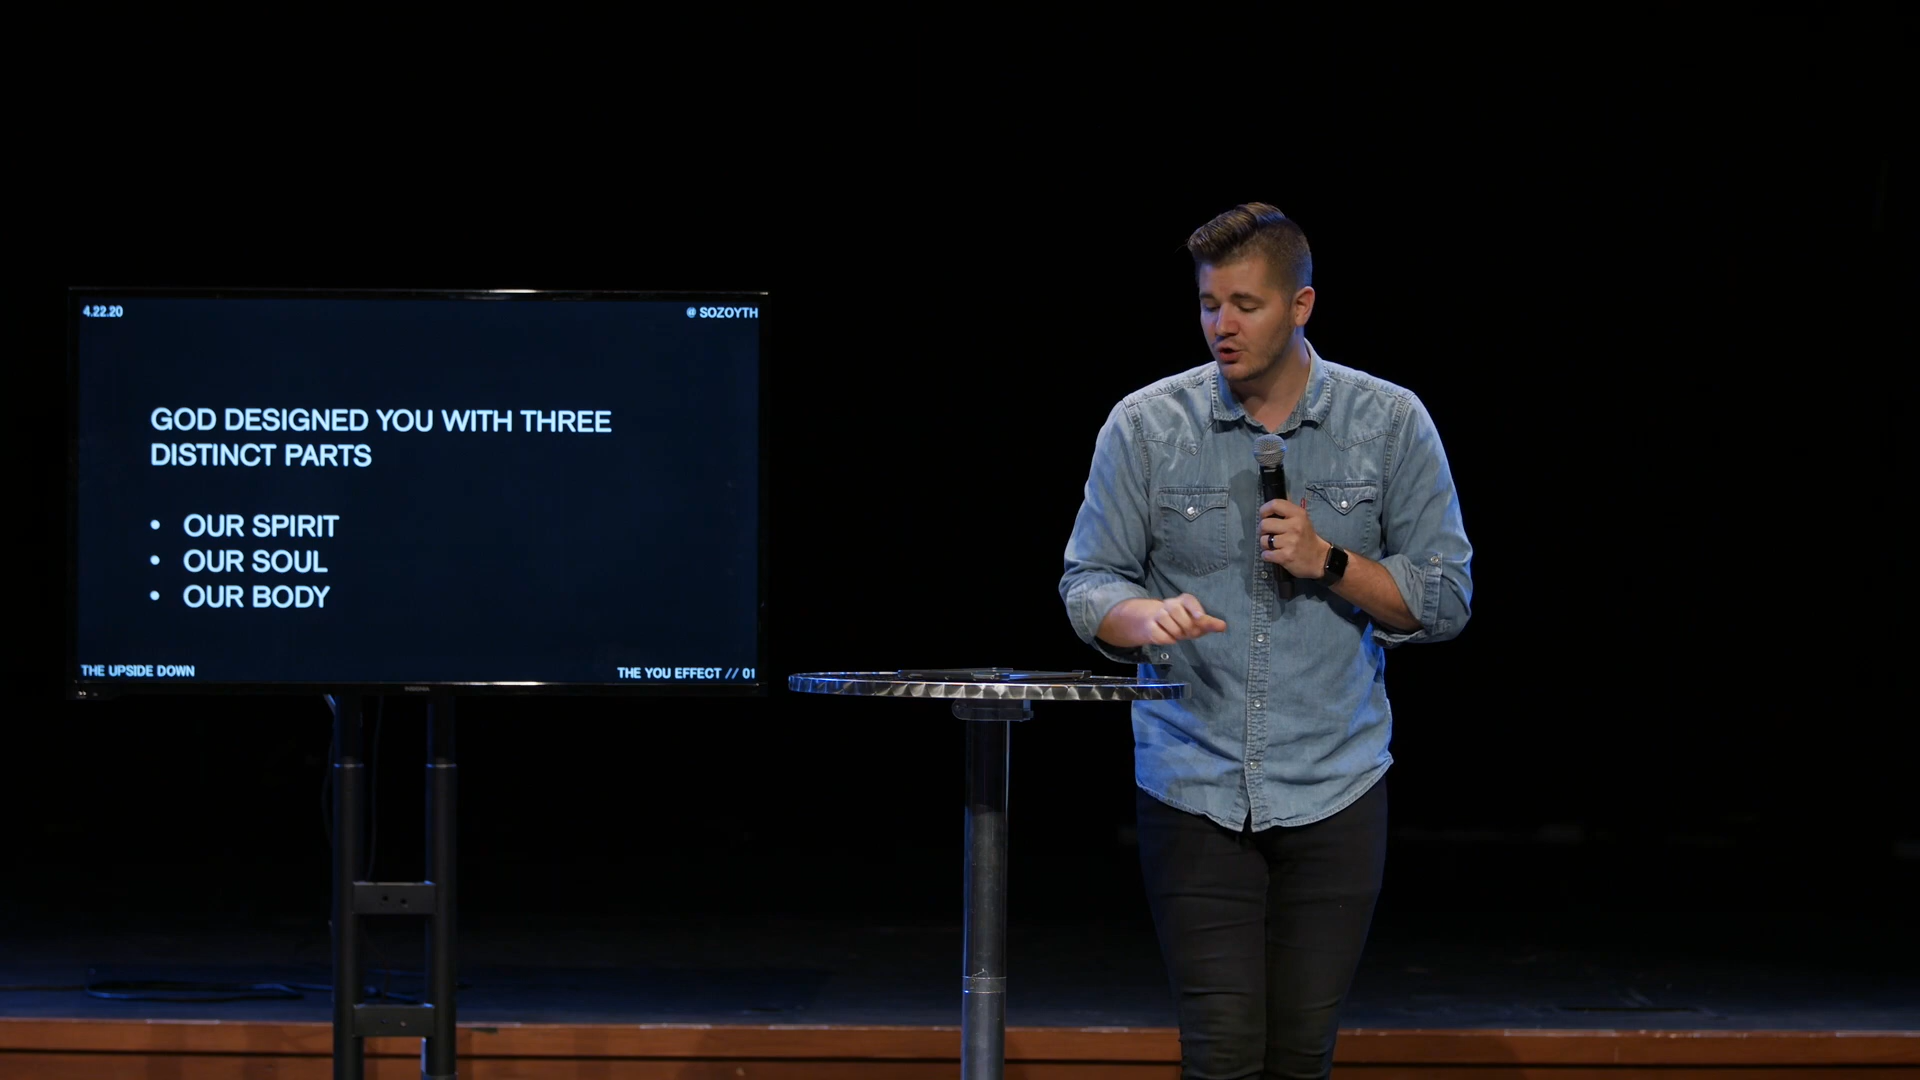 4.22.20
@ SOZOYTH
GOD DESIGNED YOU WITH THREE
DISTINCT PARTS
• OUR SPIRIT
• OUR SOUL
• OUR BODY
THE UPSIDE DOWN
THE YOU EFFECT // 01
INSIGNIA